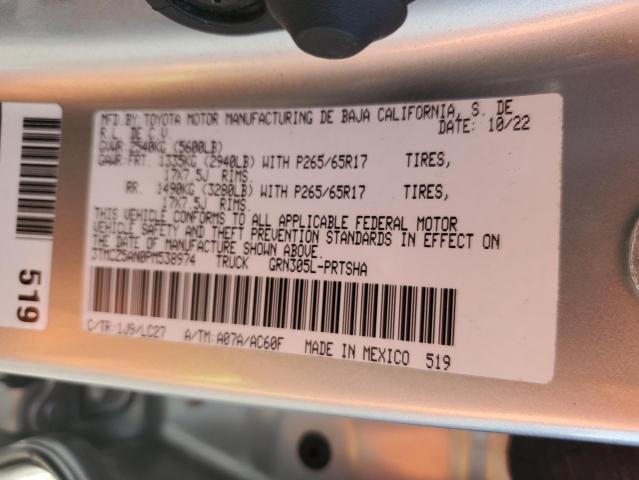 MFD.BY:TOYOTA MOTOR MANUFACTURING DE BAJA CALIFORNIA, S. DE
R.L. DE C.V. DATE: 10/22
GVWR 2540KG (5600LB)
GAWR:FRT. 1335KG (2940LB) WITH P265/65R17 TIRES,
17X7.5J RIMS.
RR. 1490KG (3280LB) WITH P265/65R17 TIRES,
17X7.5J RIMS.
THIS VEHICLE CONFORMS TO ALL APPLICABLE FEDERAL MOTOR
VEHICLE SAFETY AND THEFT PREVENTION STANDARDS IN EFFECT ON
THE DATE OF MANUFACTURE SHOWN ABOVE.
3TMCZ5AN0PM538974 TRUCK GRN305L-PRTSHA
C/TR:1J9/LC27 A/TM:A07A/AC60F MADE IN MEXICO 519
519